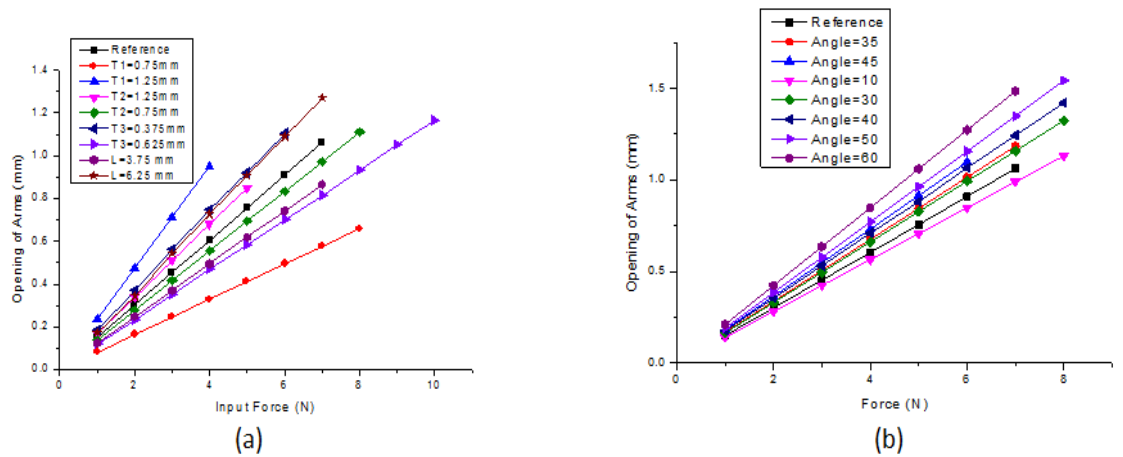 Reference
T1=0.75mm
T1=1.25mm
T2=1.25mm
T2=0.75mm
T3=0.375mm
T3=0.625mm
L=3.75 mm
L=6.25 mm
1.4
1.2
1.0
0.8
0.6
0.4
0.2
0.0
Opening of Arms (mm)
0 2 4 6 8 10
Input Force (N)
(a)
Reference
Angle=35
Angle=45
Angle=10
Angle=30
Angle=40
Angle=50
Angle=60
1.5
1.0
0.5
0.0
Opening of Arms (mm)
0 2 4 6 8
Force (N)
(b)